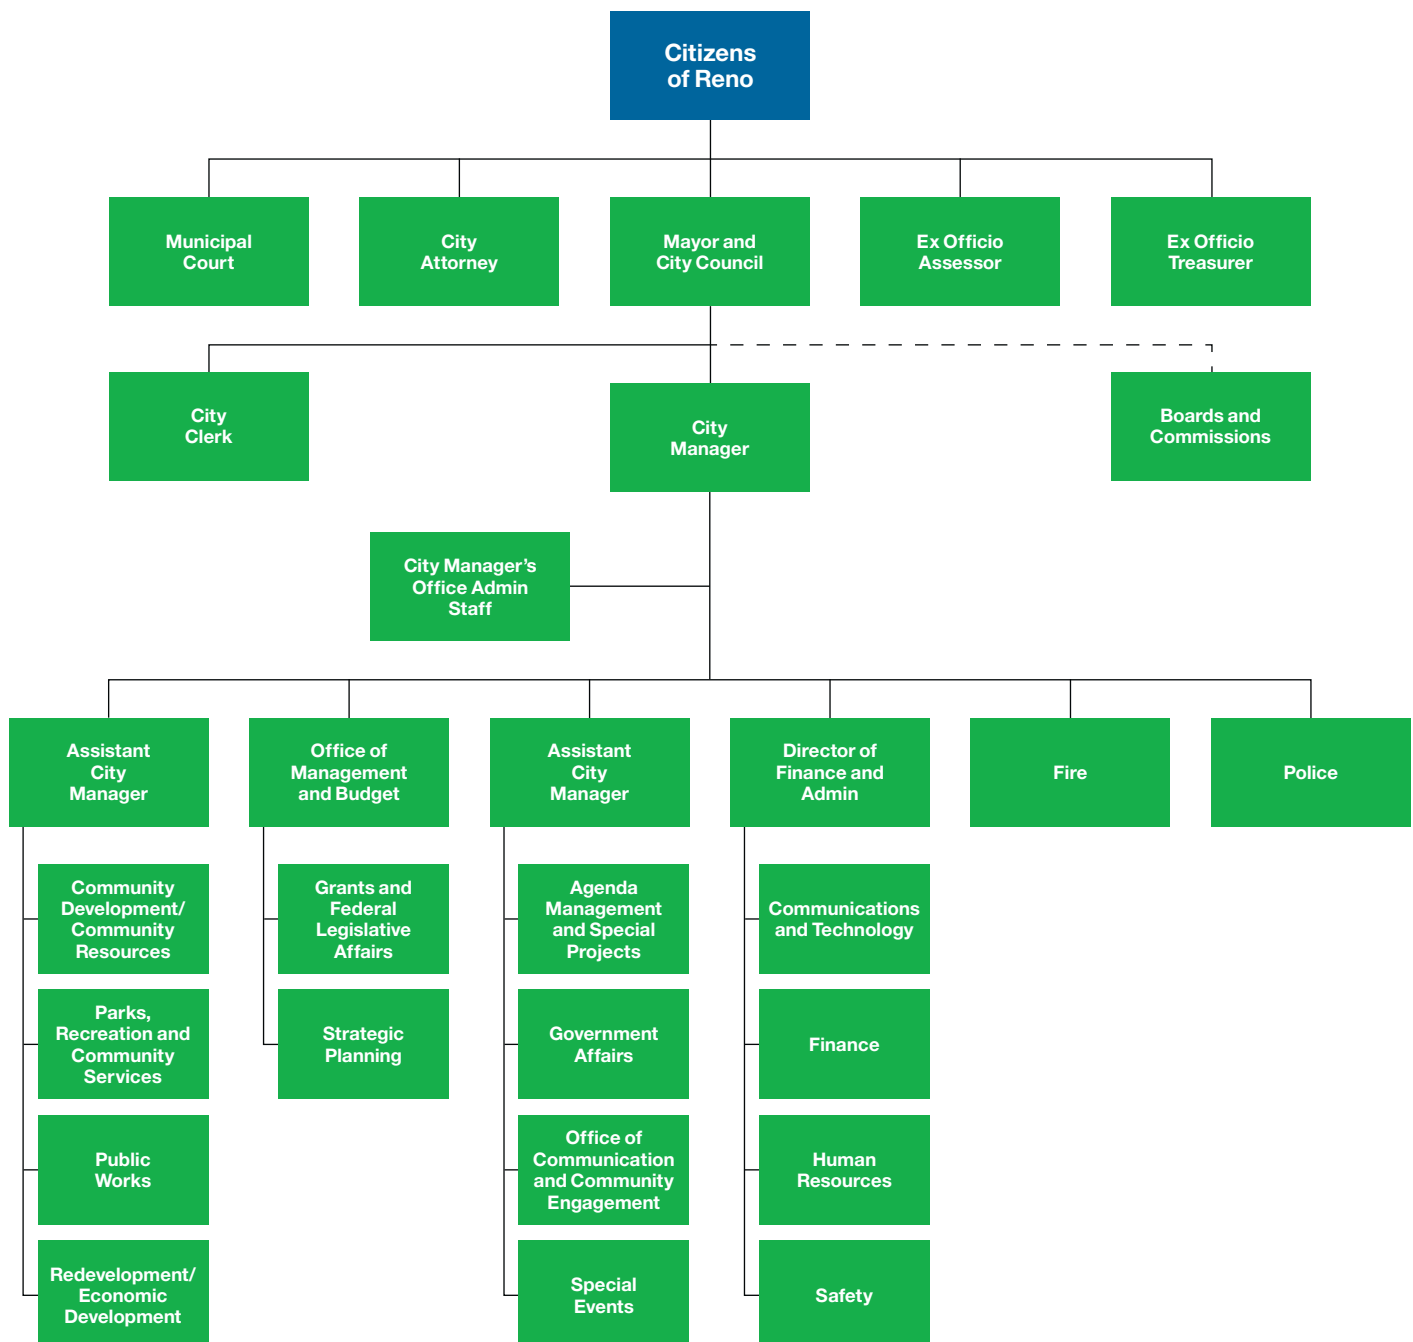 Citizens
of Reno
Municipal
Court
City
Attorney
Mayor and
City Council
Ex Officio
Assessor
Ex Officio
Treasurer
City
Clerk
City
Manager
Boards and
Commissions
City Manager’s
Office Admin
Staff
Assistant
City
Manager
Office of
Management
and Budget
Assistant
City
Manager
Director of
Finance and
Admin
Fire
Police
Community
Development/
Community
Resources
Grants and
Federal
Legislative
Affairs
Agenda
Management
and Special
Projects
Communications
and Technology
Parks,
Recreation and
Community
Services
Strategic
Planning
Government
Affairs
Finance
Public
Works
Office of
Communication
and Community
Engagement
Human
Resources
Redevelopment/
Economic
Development
Special
Events
Safety